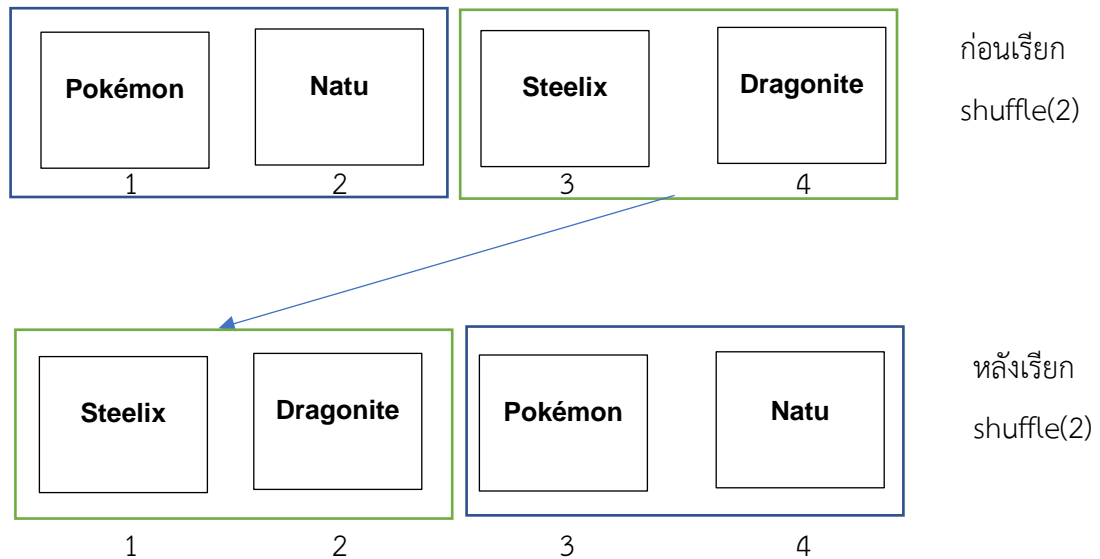 Pokémon Natu Steelix Dragonite
1 2 3 4
ก่อนเรียก
shuffle(2)
Steelix Dragonite Pokémon Natu
1 2 3 4
หลังเรียก
shuffle(2)